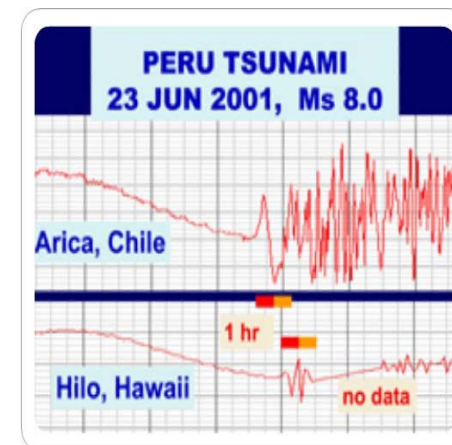 PERU TSUNAMI
23 JUN 2001, Ms 8.0
Arica, Chile
1 hr
Hilo, Hawaii
no data